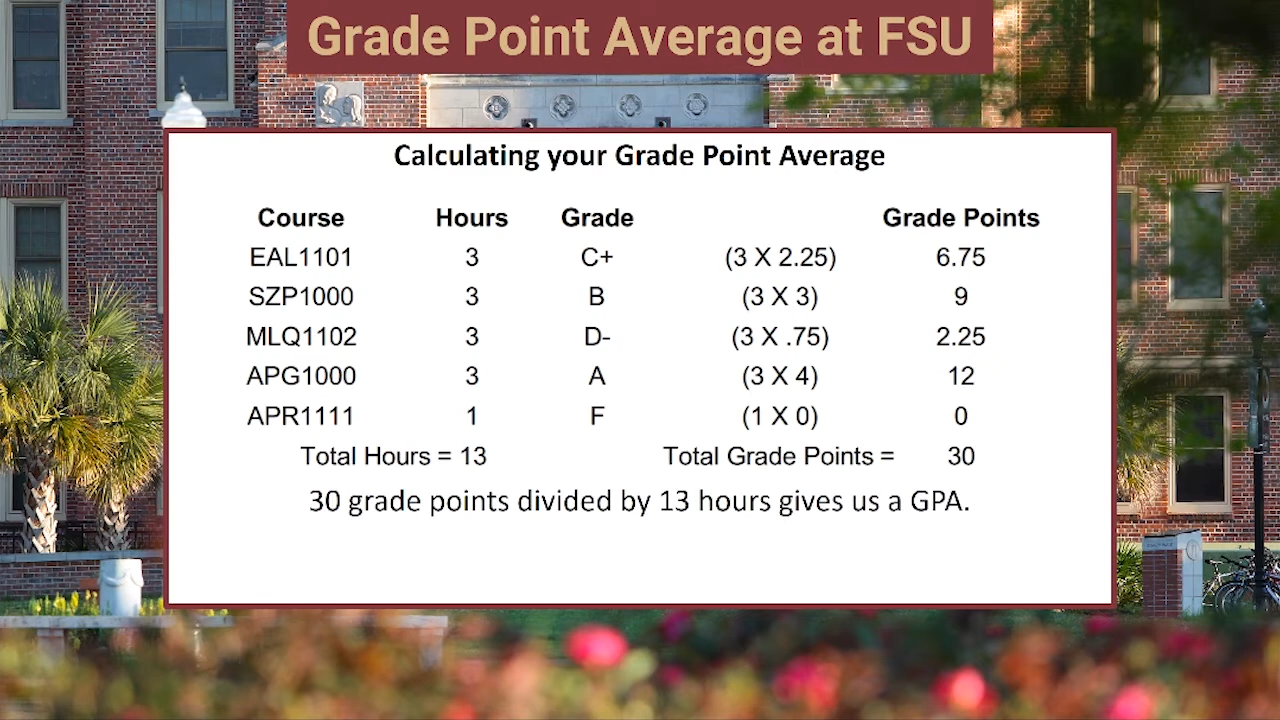 Grade Point Average at FSU
Calculating your Grade Point Average
Course Hours Grade Grade Points
EAL1101 3 C+ (3 X 2.25) 6.75
SZP1000 3 B (3 X 3) 9
MLQ1102 3 D- (3 X .75) 2.25
APG1000 3 A (3 X 4) 12
APR1111 1 F (1 X 0) 0
Total Hours = 13 Total Grade Points = 30
30 grade points divided by 13 hours gives us a GPA.